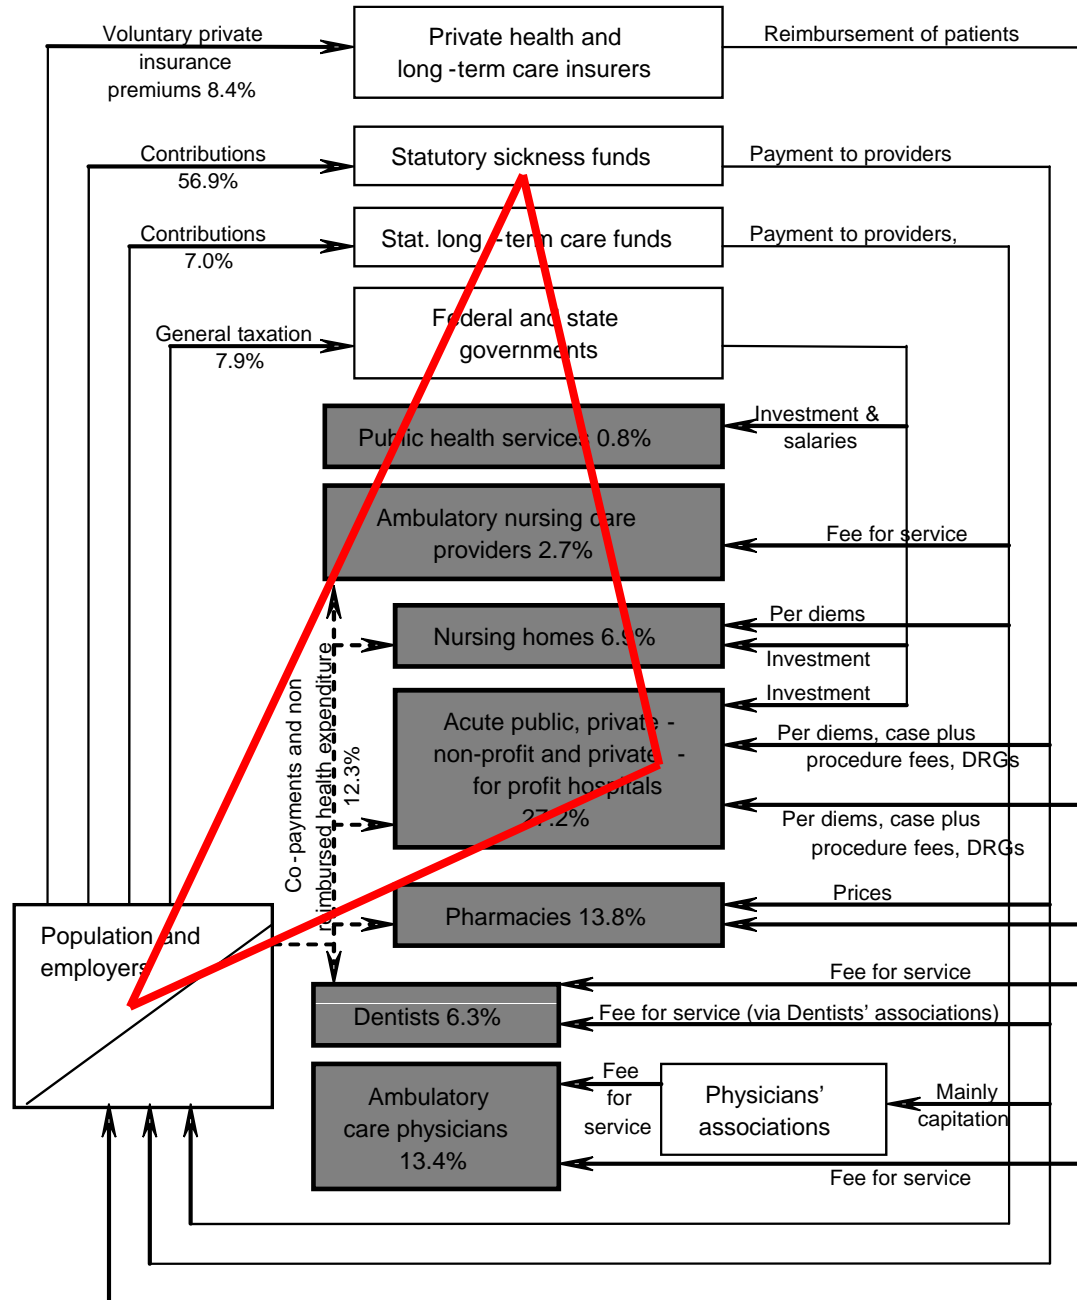 Voluntary private
insurance
premiums 8.4%
Private health and
long -term care insurers
Reimbursement of patients
Contributions
56.9%
Statutory sickness funds
Payment to providers
Contributions
7.0%
Stat. long -term care funds
Payment to providers,
General taxation
7.9%
Federal and state
governments
Public health services 0.8%
Investment &
salaries
Ambulatory nursing care
providers 2.7%
Fee for service
Nursing homes 6.9%
Per diems
Investment
Investment
Acute public, private -
non-profit and private -
for profit hospitals
27.2%
Per diems, case plus
procedure fees, DRGs
Per diems, case plus
procedure fees, DRGs
Co -payments and non
reimbursed health expenditure
12.3%
Pharmacies 13.8%
Prices
Population and
employers
Dentists 6.3%
Fee for service
Fee for service (via Dentists' associations)
Ambulatory
care physicians
13.4%
Fee
for
service
Physicians'
associations
Mainly
capitation
Fee for service